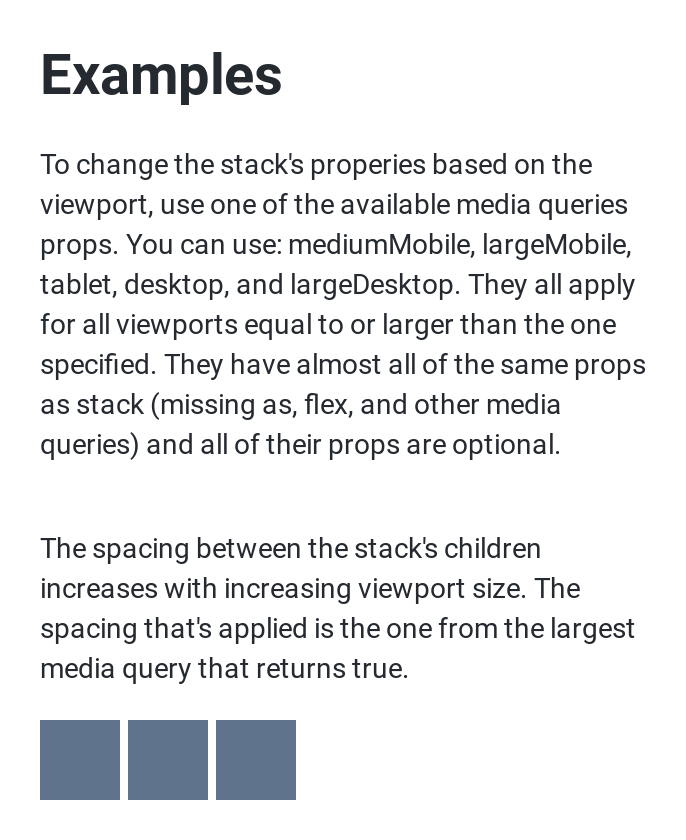 Examples
To change the stack's properies based on the
viewport, use one of the available media queries
props. You can use: mediumMobile, largeMobile,
tablet, desktop, and largeDesktop. They all apply
for all viewports equal to or larger than the one
specified. They have almost all of the same props
as stack (missing as, flex, and other media
queries) and all of their props are optional.
The spacing between the stack's children
increases with increasing viewport size. The
spacing that's applied is the one from the largest
media query that returns true.